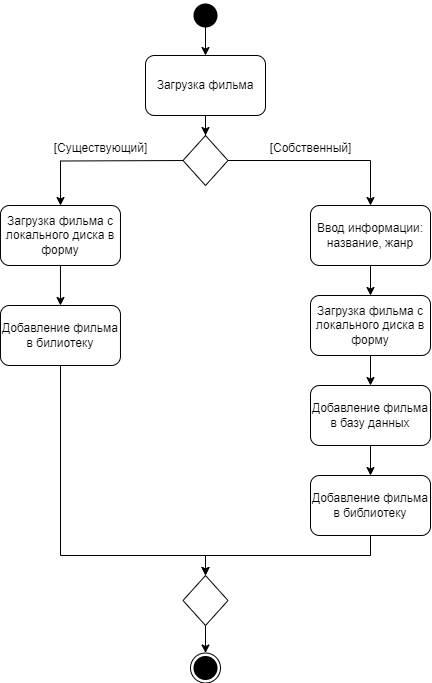 Загрузка фильма
[Существующий]
[Собственный]
Загрузка фильма с
локального диска в
форму
Добавление фильма
в билиотеку
Ввод информации:
название, жанр
Загрузка фильма с
локального диска в
форму
Добавление фильма
в базу данных
Добавление фильма
в библиотеку